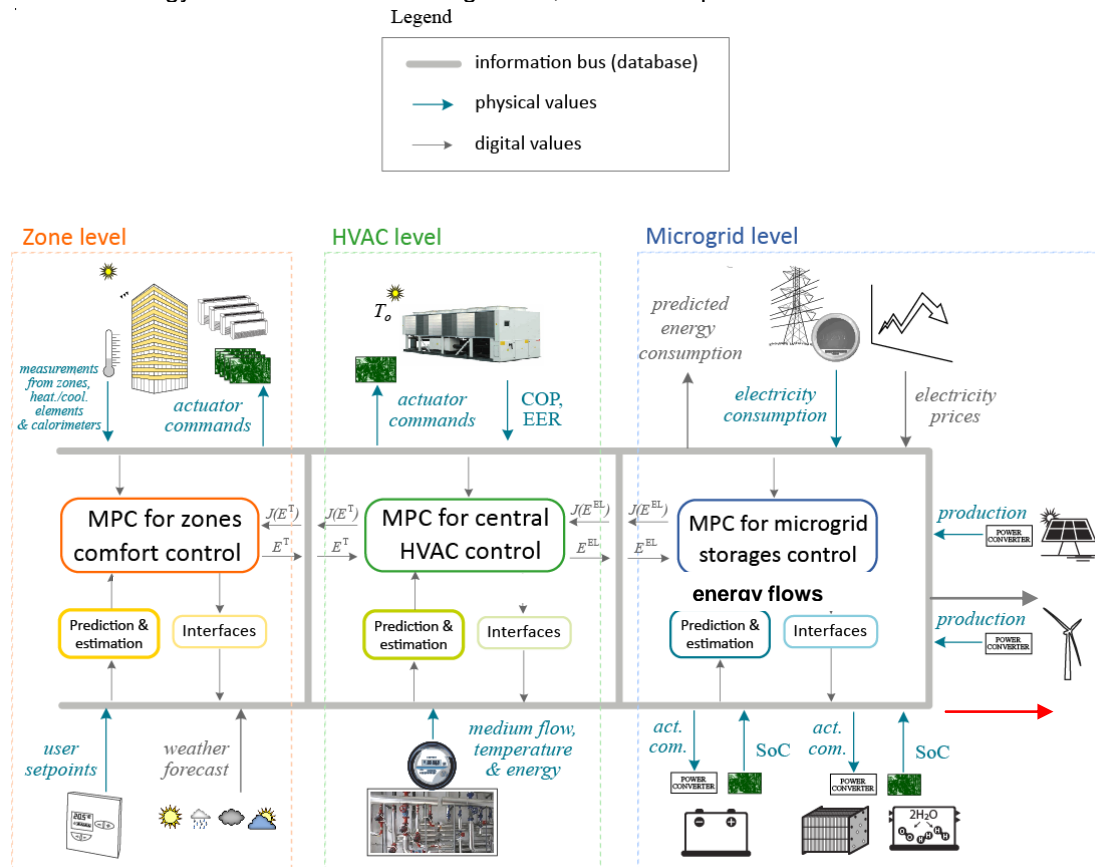 Legend
information bus (database)
physical values
digital values
Zone level
HVAC level
Microgrid level
measurements
from zones,
heat./cool.
elements
& calorimeters
actuator
commands
T_o
actuator
commands
COP,
EER
predicted
energy
consumption
electricity
consumption
electricity
prices
MPC for zones
comfort control
J(E^T)
J(E^T)
E^T
E^T
MPC for central
HVAC control
J(E^EL)
J(E^EL)
E^EL
E^EL
MPC for microgrid
storages control
energy flows
production
POWER
CONVERTER
Prediction &
estimation
Interfaces
Prediction &
estimation
Interfaces
Prediction &
estimation
Interfaces
production
POWER
CONVERTER
user
setpoints
weather
forecast
medium flow,
temperature
& energy
act.
com.
SoC
act.
com.
SoC
POWER
CONVERTER
POWER
CONVERTER
20.5
2H₂O